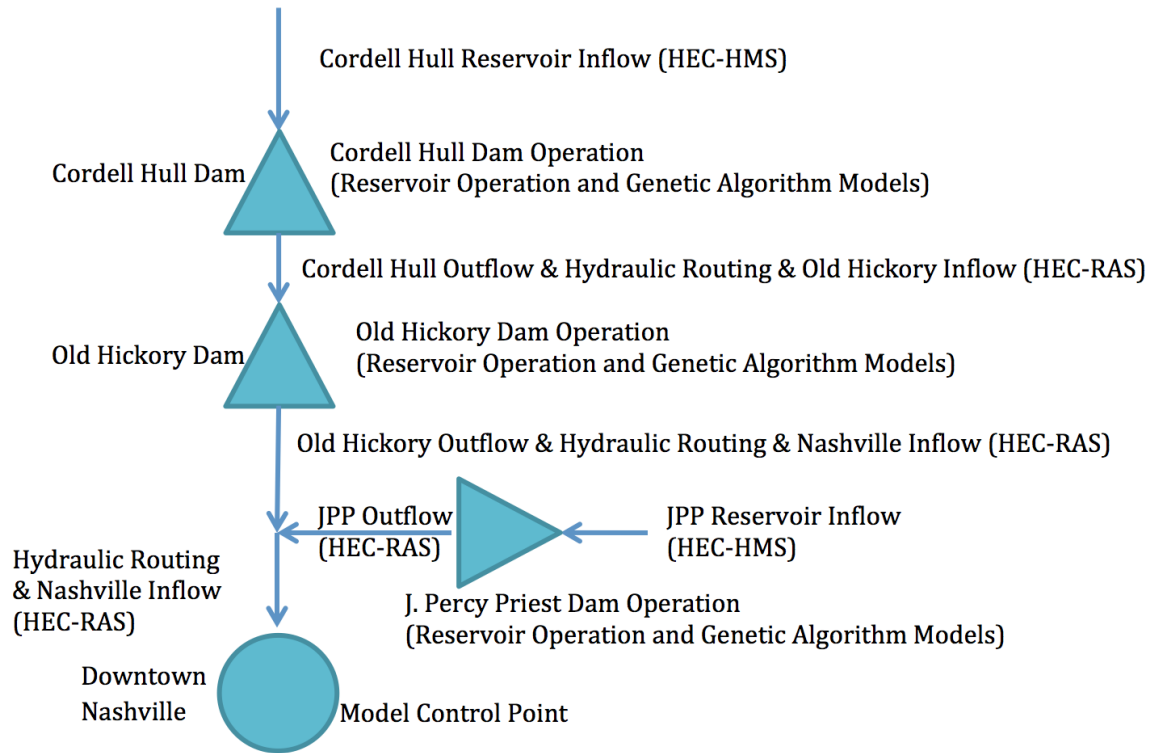 Cordell Hull Reservoir Inflow (HEC-HMS)
Cordell Hull Dam
Cordell Hull Dam Operation
(Reservoir Operation and Genetic Algorithm Models)
Cordell Hull Outflow & Hydraulic Routing & Old Hickory Inflow (HEC-RAS)
Old Hickory Dam
Old Hickory Dam Operation
(Reservoir Operation and Genetic Algorithm Models)
Old Hickory Outflow & Hydraulic Routing & Nashville Inflow (HEC-RAS)
JPP Outflow
(HEC-RAS)
JPP Reservoir Inflow
(HEC-HMS)
Hydraulic Routing
& Nashville Inflow
(HEC-RAS)
J. Percy Priest Dam Operation
(Reservoir Operation and Genetic Algorithm Models)
Downtown
Nashville
Model Control Point